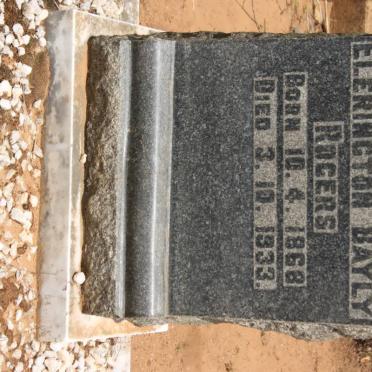 ELERINGTON BAYLY
ROGERS
BORN 10.4.1868
DIED 3.10.1933.